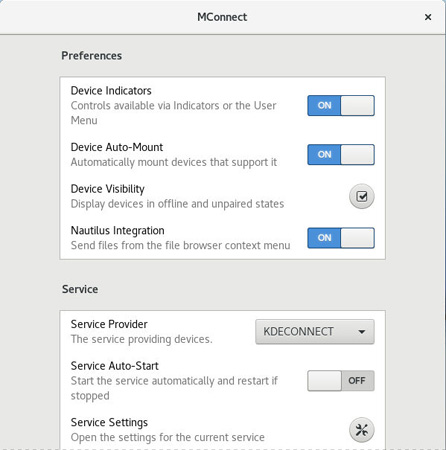 MConnect
Preferences
Device Indicators
Controls available via Indicators or the User
Menu
ON
Device Auto-Mount
Automatically mount devices that support it
ON
Device Visibility
Display devices in offline and unpaired states
Nautilus Integration
Send files from the file browser context menu
ON
Service
Service Provider
The service providing devices.
KDECONNECT
Service Auto-Start
Start the service automatically and restart if
stopped
OFF
Service Settings
Open the settings for the current service